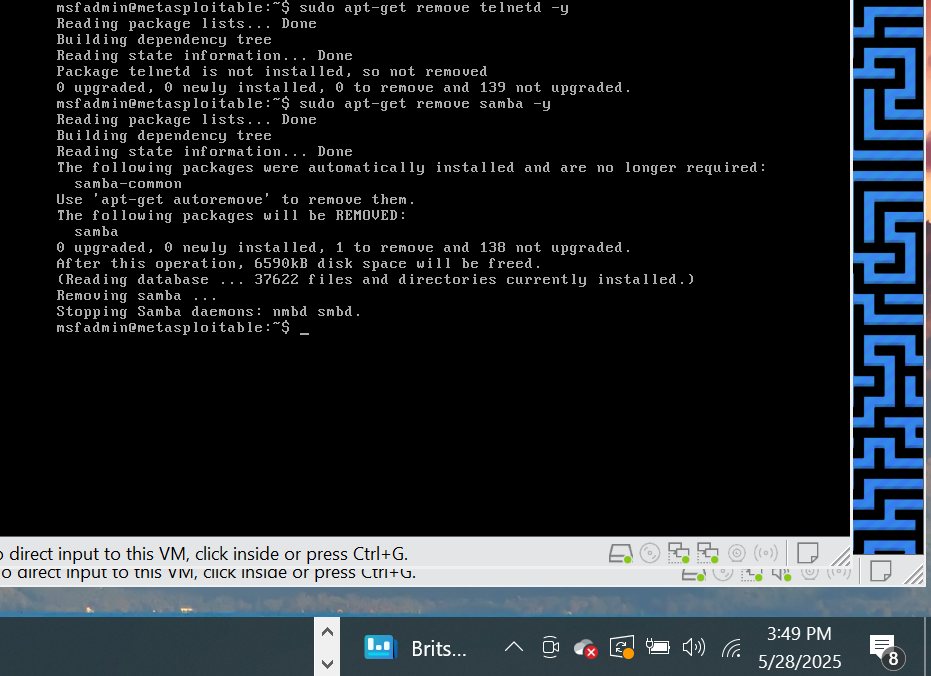 msfadmin@metasploitable:~$ sudo apt-get remove telnetd -y
Reading package lists... Done
Building dependency tree
Reading state information... Done
Package telnetd is not installed, so not removed
0 upgraded, 0 newly installed, 0 to remove and 139 not upgraded.
msfadmin@metasploitable:~$ sudo apt-get remove samba -y
Reading package lists... Done
Building dependency tree
Reading state information... Done
The following packages were automatically installed and are no longer required:
  samba-common
Use 'apt-get autoremove' to remove them.
The following packages will be REMOVED:
  samba
0 upgraded, 0 newly installed, 1 to remove and 138 not upgraded.
After this operation, 6590kB disk space will be freed.
(Reading database ... 37622 files and directories currently installed.)
Removing samba ...
Stopping Samba daemons: nmbd smbd.
msfadmin@metasploitable:~$ _
o direct input to this VM, click inside or press Ctrl+G.
o direct input to this VM, click inside or press Ctrl+G.
Brits...
3:49 PM
5/28/2025
8